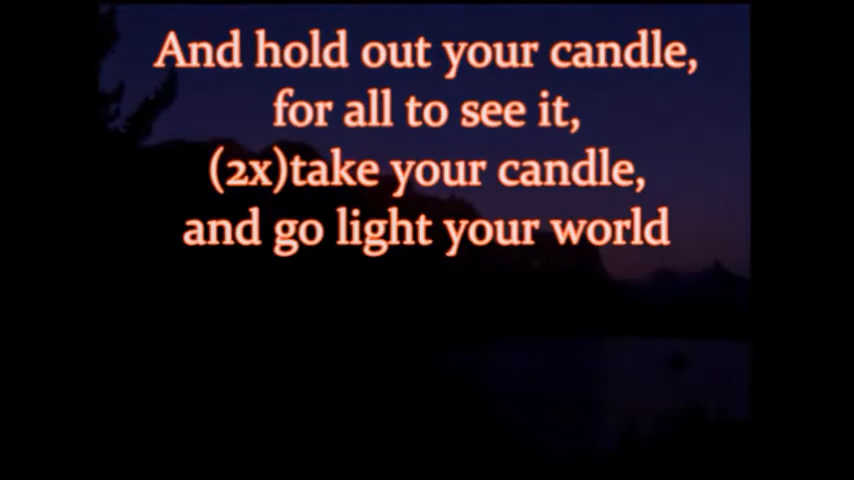 And hold out your candle,
for all to see it,
(2x)take your candle,
and go light your world